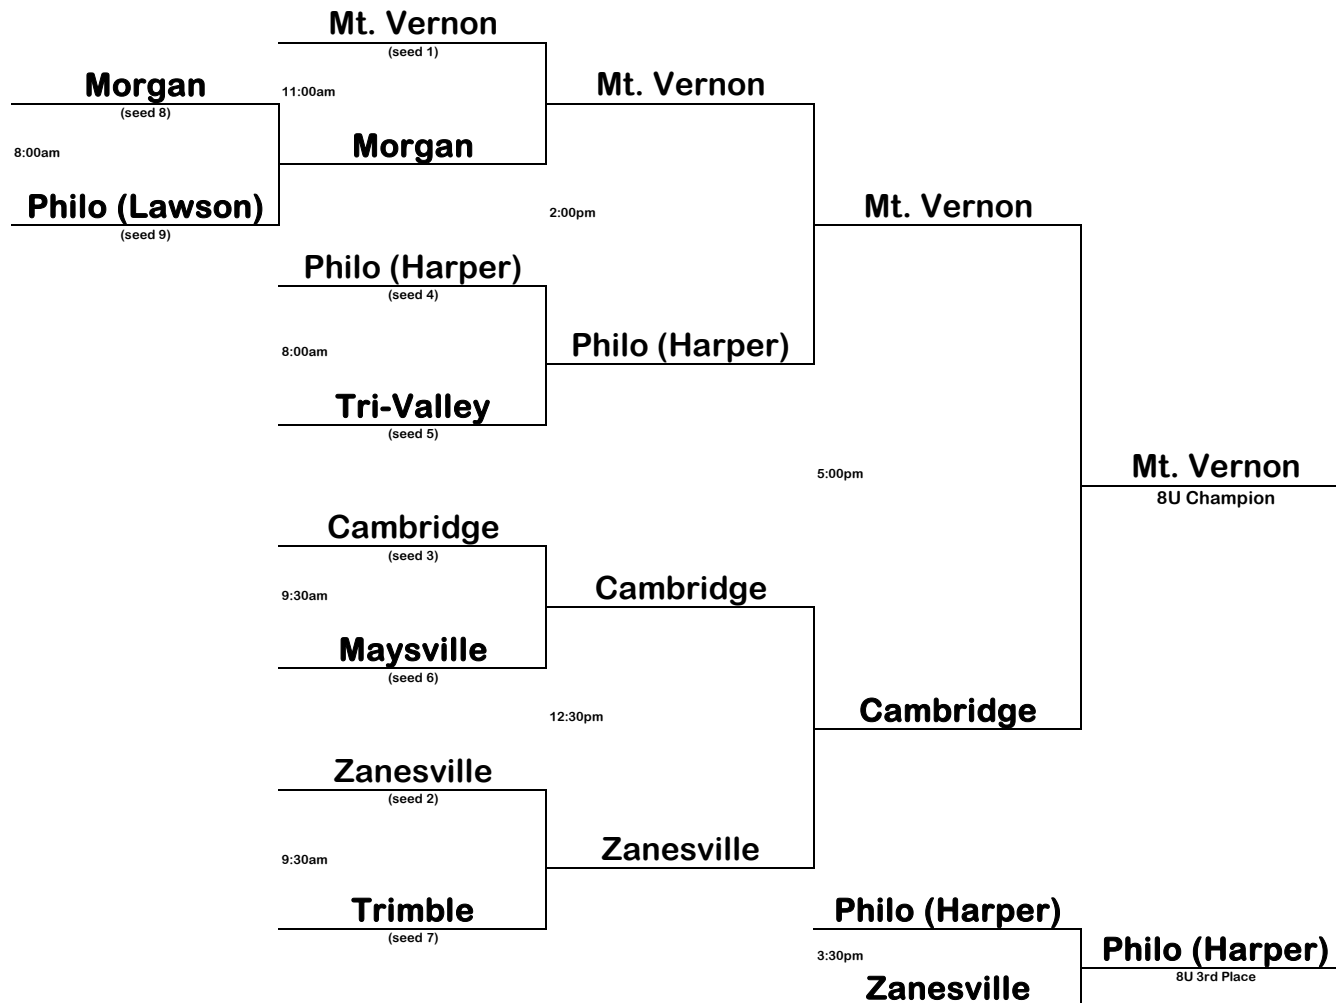 Mt. Vernon
(seed 1)
Morgan
(seed 8)
11:00am
Mt. Vernon
8:00am
Morgan
Philo (Lawson)
(seed 9)
2:00pm
Mt. Vernon
Philo (Harper)
(seed 4)
8:00am
Philo (Harper)
Tri-Valley
(seed 5)
5:00pm
Mt. Vernon
8U Champion
Cambridge
(seed 3)
9:30am
Cambridge
Maysville
(seed 6)
12:30pm
Cambridge
Zanesville
(seed 2)
9:30am
Zanesville
Trimble
(seed 7)
Philo (Harper)
3:30pm
Philo (Harper)
8U 3rd Place
Zanesville